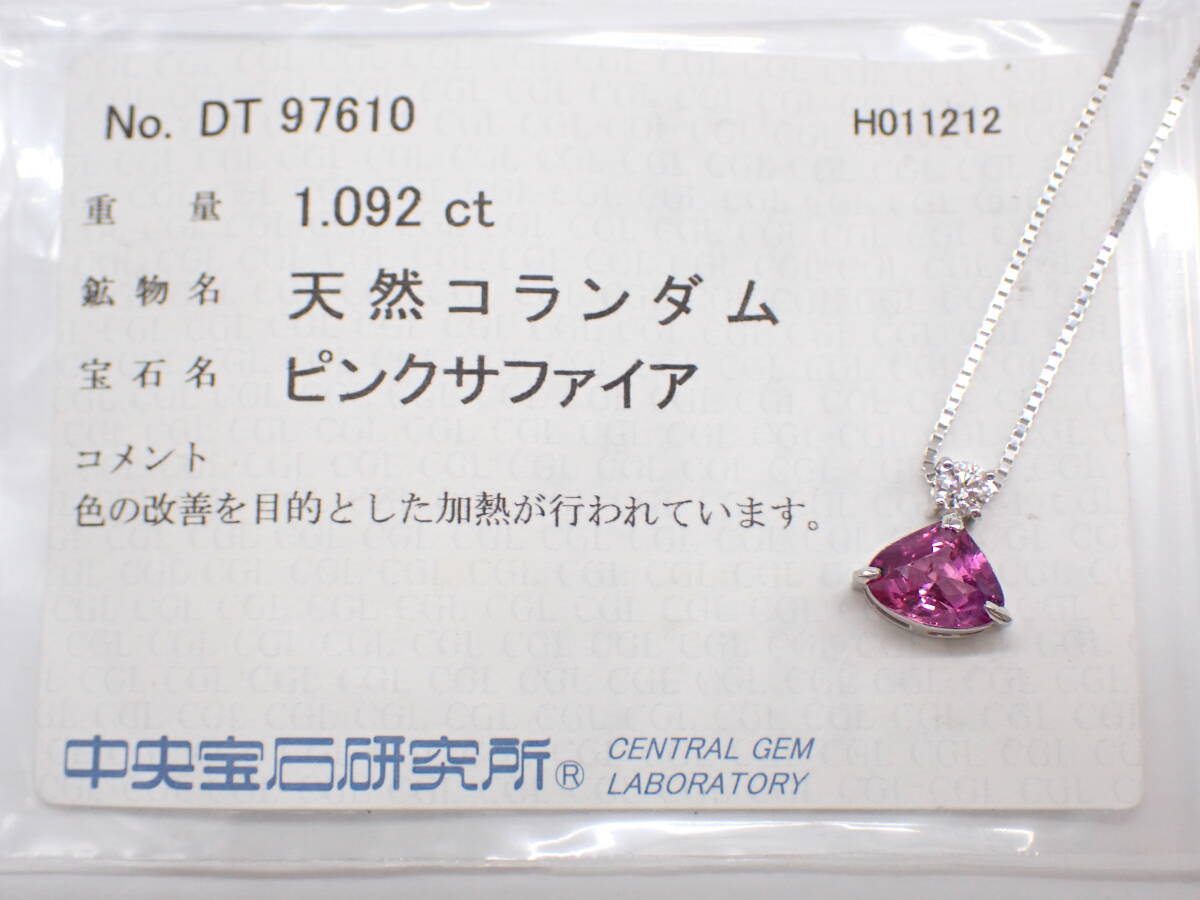 No. DT 97610 H011212
重量 1.092 ct
鉱物名 天然コランダム
宝石名 ピンクサファイア
コメント
色の改善を目的とした加熱が行われています。
中央宝石研究所® CENTRAL GEM
LABORATORY